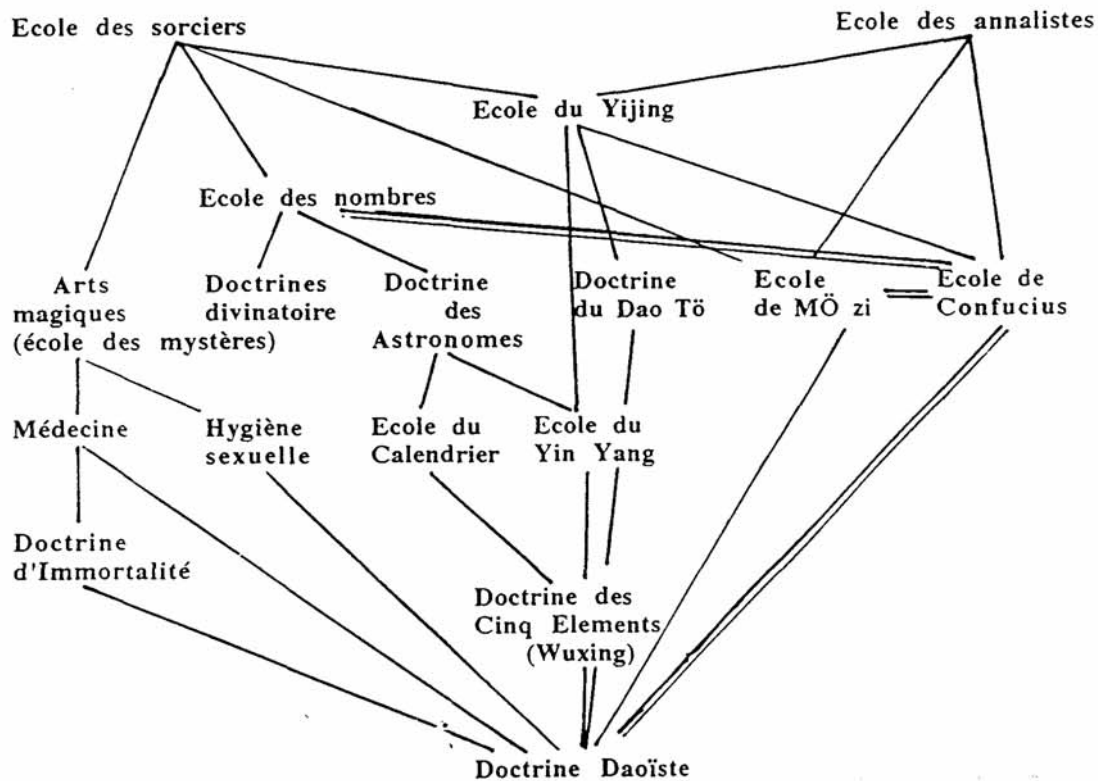 Ecole des sorciers
Ecole des annalistes
Ecole du Yijing
Ecole des nombres
Arts
magiques
(école des mystères)
Doctrines
divinatoire
Doctrine
des
Astronomes
Doctrine
du Dao Tö
Ecole
de MÖ zi
Ecole de
Confucius
Médecine
Hygiène
sexuelle
Ecole du
Calendrier
Ecole du
Yin Yang
Doctrine
d'Immortalité
Doctrine des
Cinq Elements
(Wuxing)
Doctrine Daoïste